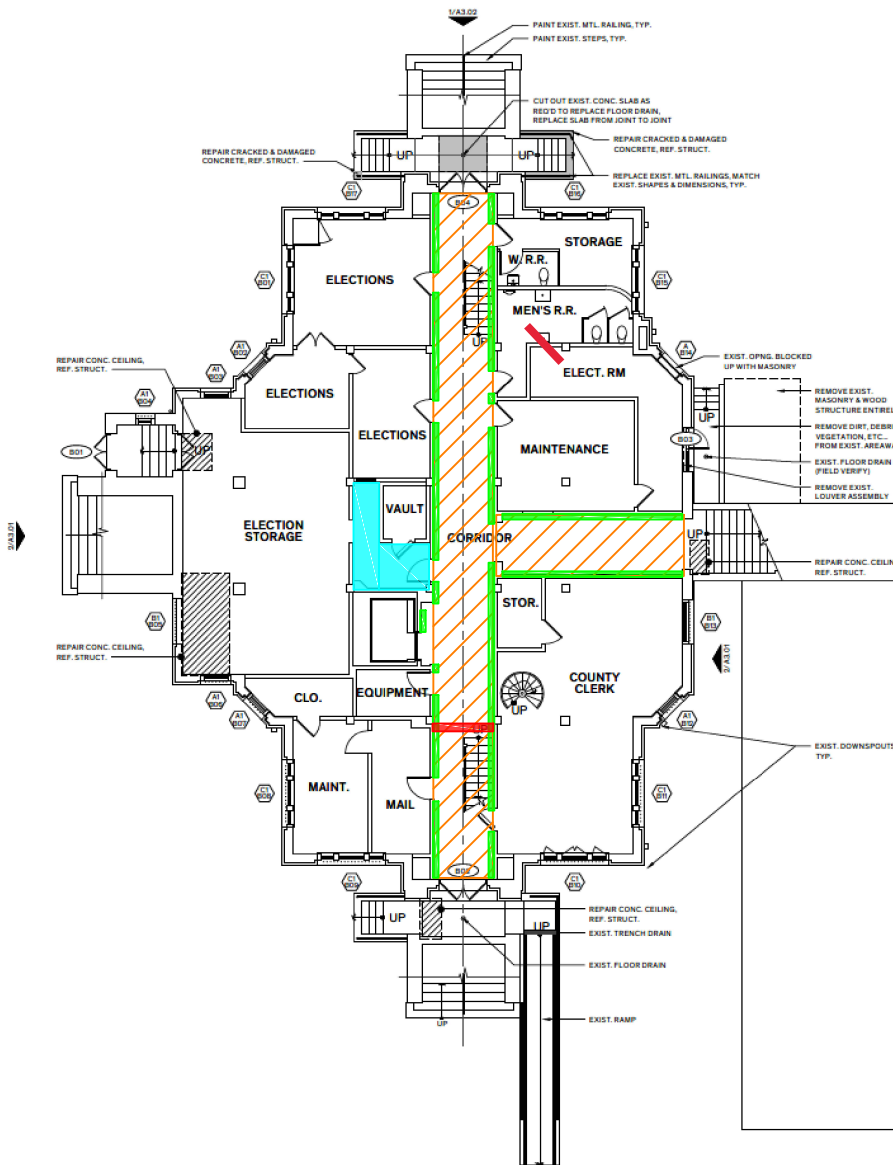 1/A3.02
PAINT EXIST. MTL. RAILING, TYP.
PAINT EXIST. STEPS, TYP.
CUT OUT EXIST. CONC. SLAB AS
REQ'D TO REPLACE FLOOR DRAIN,
REPLACE SLAB FROM JOINT TO JOINT
REPAIR CRACKED & DAMAGED
CONCRETE, REF. STRUCT.
REPAIR CRACKED & DAMAGED
CONCRETE, REF. STRUCT.
UP
UP
REPLACE EXIST. MTL. RAILINGS, MATCH
EXIST. SHAPES & DIMENSIONS, TYP.
C1
B17
C1
B16
B04
STORAGE
W. R.R.
ELECTIONS
C1
B01
C1
B15
MEN'S R.R.
UP
A1
B02
A
B14
EXIST. OPNG. BLOCKED
UP WITH MASONRY
REPAIR CONC. CEILING,
REF. STRUCT.
A1
B03
ELECT. RM
A1
B04
ELECTIONS
REMOVE EXIST.
MASONRY & WOOD
STRUCTURE ENTIREL
UP
REMOVE DIRT, DEBRI
VEGETATION, ETC...
FROM EXIST. AREAWA
ELECTIONS
B03
B01
UP
MAINTENANCE
EXIST. FLOOR DRAIN
(FIELD VERIFY)
REMOVE EXIST.
LOUVER ASSEMBLY
VAULT
ELECTION
STORAGE
2/A3.01
CORRIDOR
UP
REPAIR CONC. CEILIN
REF. STRUCT.
STOR.
B1
B05
B1
B13
REPAIR CONC. CEILING,
REF. STRUCT.
2/A3.01
COUNTY
CLERK
EQUIPMENT
CLO.
A1
B06
A1
B07
UP
A1
B12
UP
EXIST. DOWNSPOUTS
TYP.
MAINT.
MAIL
C1
B08
C1
B11
B02
C1
B09
C1
B10
UP
REPAIR CONC. CEILING,
REF. STRUCT.
UP
EXIST. TRENCH DRAIN
EXIST. FLOOR DRAIN
UP
EXIST. RAMP